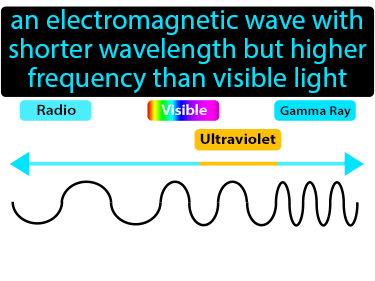 an electromagnetic wave with
shorter wavelength but higher
frequency than visible light
Radio
Visible
Gamma Ray
Ultraviolet